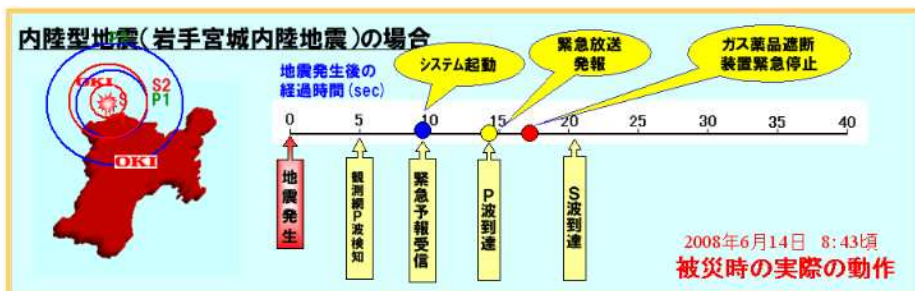 内陸型地震(岩手宮城内陸地震)の場合
緊急放送
発報
ガス薬品遮断
装置緊急停止
システム起動
地震発生後の
経過時間(sec)
OKI
S
S2
P1
OKI
0
5
10
15
20
25
30
35
40
地震発生
観測網P波検知
緊急予報受信
P波到達
S波到達
2008年6月14日 8:43頃
被災時の実際の動作